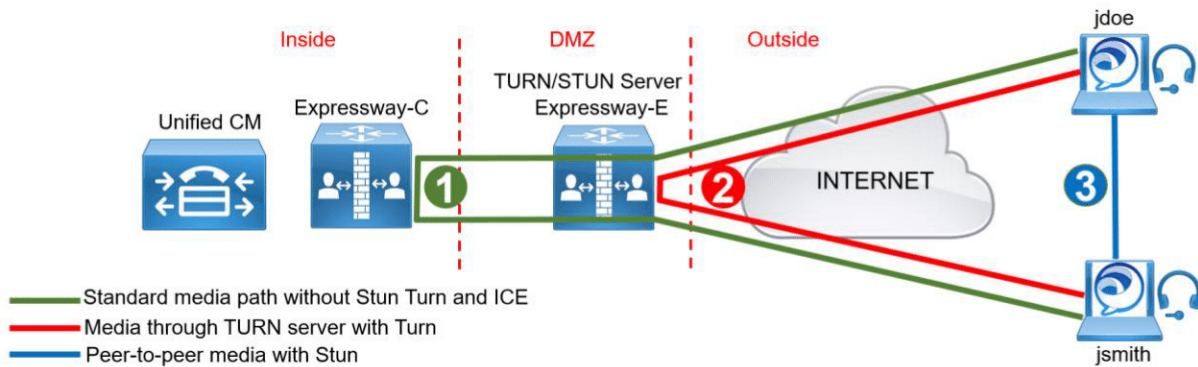 jdoe
Inside
DMZ
Outside
TURN/STUN Server
Expressway-E
Expressway-C
Unified CM
1
2
INTERNET
3
Standard media path without Stun Turn and ICE
Media through TURN server with Turn
Peer-to-peer media with Stun
jsmith